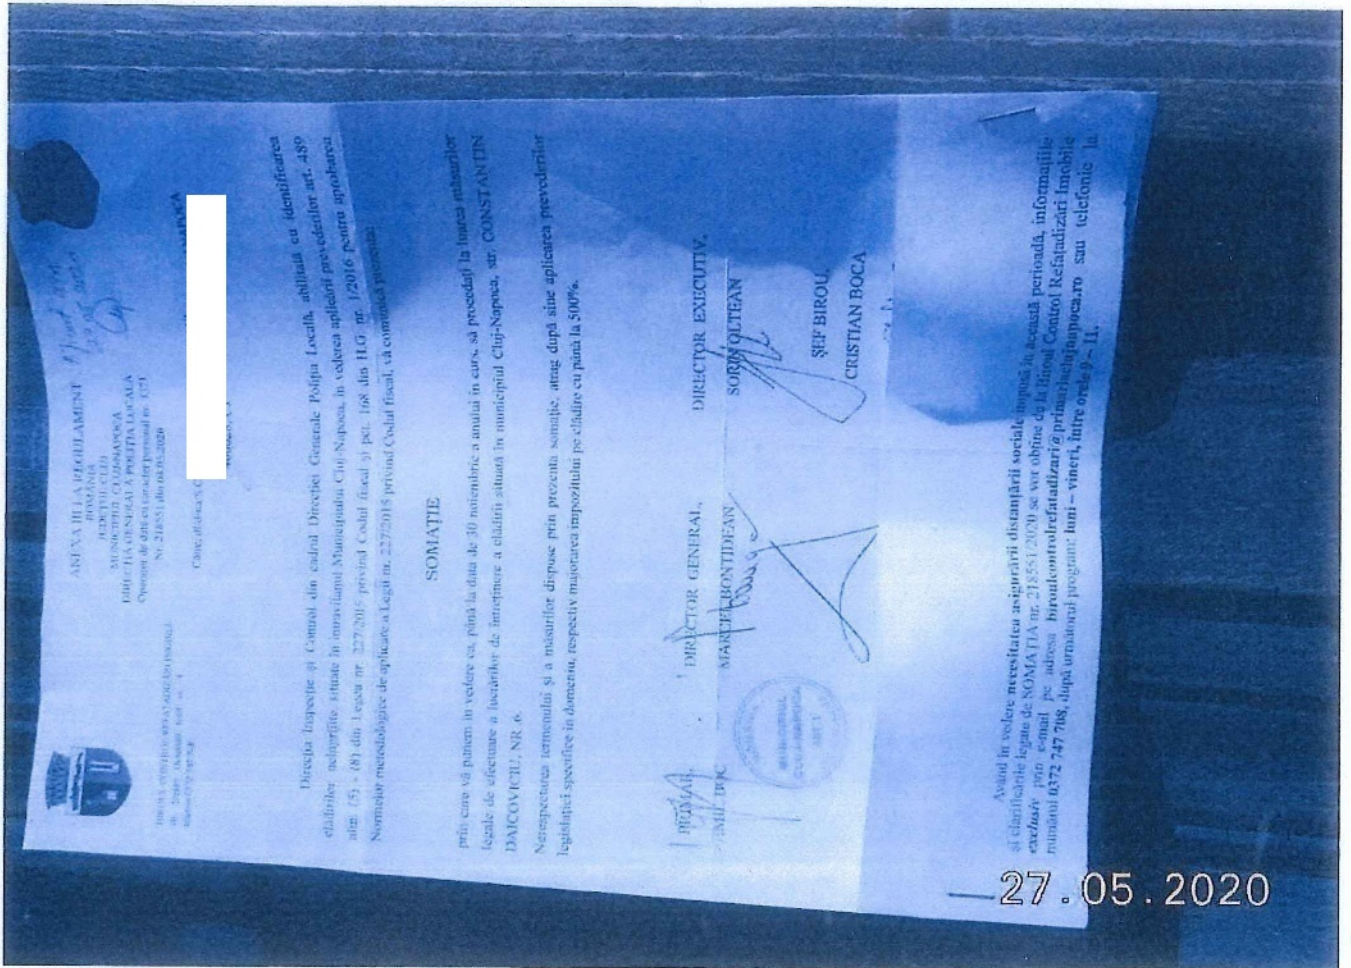 ANEXA III LA REGULAMENT
ROMÂNIA
JUDEȚUL CLUJ
MUNICIPIUL CLUJ-NAPOCA
DIRECȚIA GENERALĂ POLIȚIA LOCALĂ
Operator de date cu caracter personal nr.
Nr. 218551 din 06.05.2020
Direcția Inspecție și Control din cadrul Direcției Generale Poliția Locală, abilitată cu identificarea
clădirilor neîngrijite situate în intravilanul Municipiului Cluj-Napoca, în vederea aplicării prevederilor art. 489
alin (5) - (8) din Legea nr. 227/2015 privind Codul fiscal și pct. 168 din H.G nr. 1/2016 pentru aprobarea
Normelor metodologice de aplicare a Legii nr. 227/2015 privind Codul fiscal, vă comunică prezenta:
SOMAȚIE
prin care vă punem în vedere ca, până la data de 30 noiembrie a anului în curs, să procedați la luarea măsurilor
legale de efectuare a lucrărilor de întreținere a clădirii situată în municipiul Cluj-Napoca, str. CONSTANTIN
DAICOVICIU, NR.6.
Nerespectarea termenului și a măsurilor dispuse prin prezenta somație, atrag după sine aplicarea prevederilor
legislației specifice în domeniu, respectiv majorarea impozitului pe clădire cu până la 500%.
PRIMAR,
EMIL BOC
DIRECTOR GENERAL,
MARCEL BONȚIDEAN
DIRECTOR EXECUTIV,
SORIN OLTEAN
ȘEF BIROU,
CRISTIAN BOCA
Având în vedere necesitatea asigurării distanțării sociale impusă în această perioadă, informațiile
și clarificările legate de SOMAȚIA nr. 218551/2020 se vor obține de la Biroul Control Refațadizări Imobile
exclusiv prin e-mail pe adresa biroulcontrolrefatadizari@primariaclujnapoca.ro sau telefonic la
numărul 0372 747 708, după următorul program: luni – vineri, între orele 9 – 11.
27.05.2020